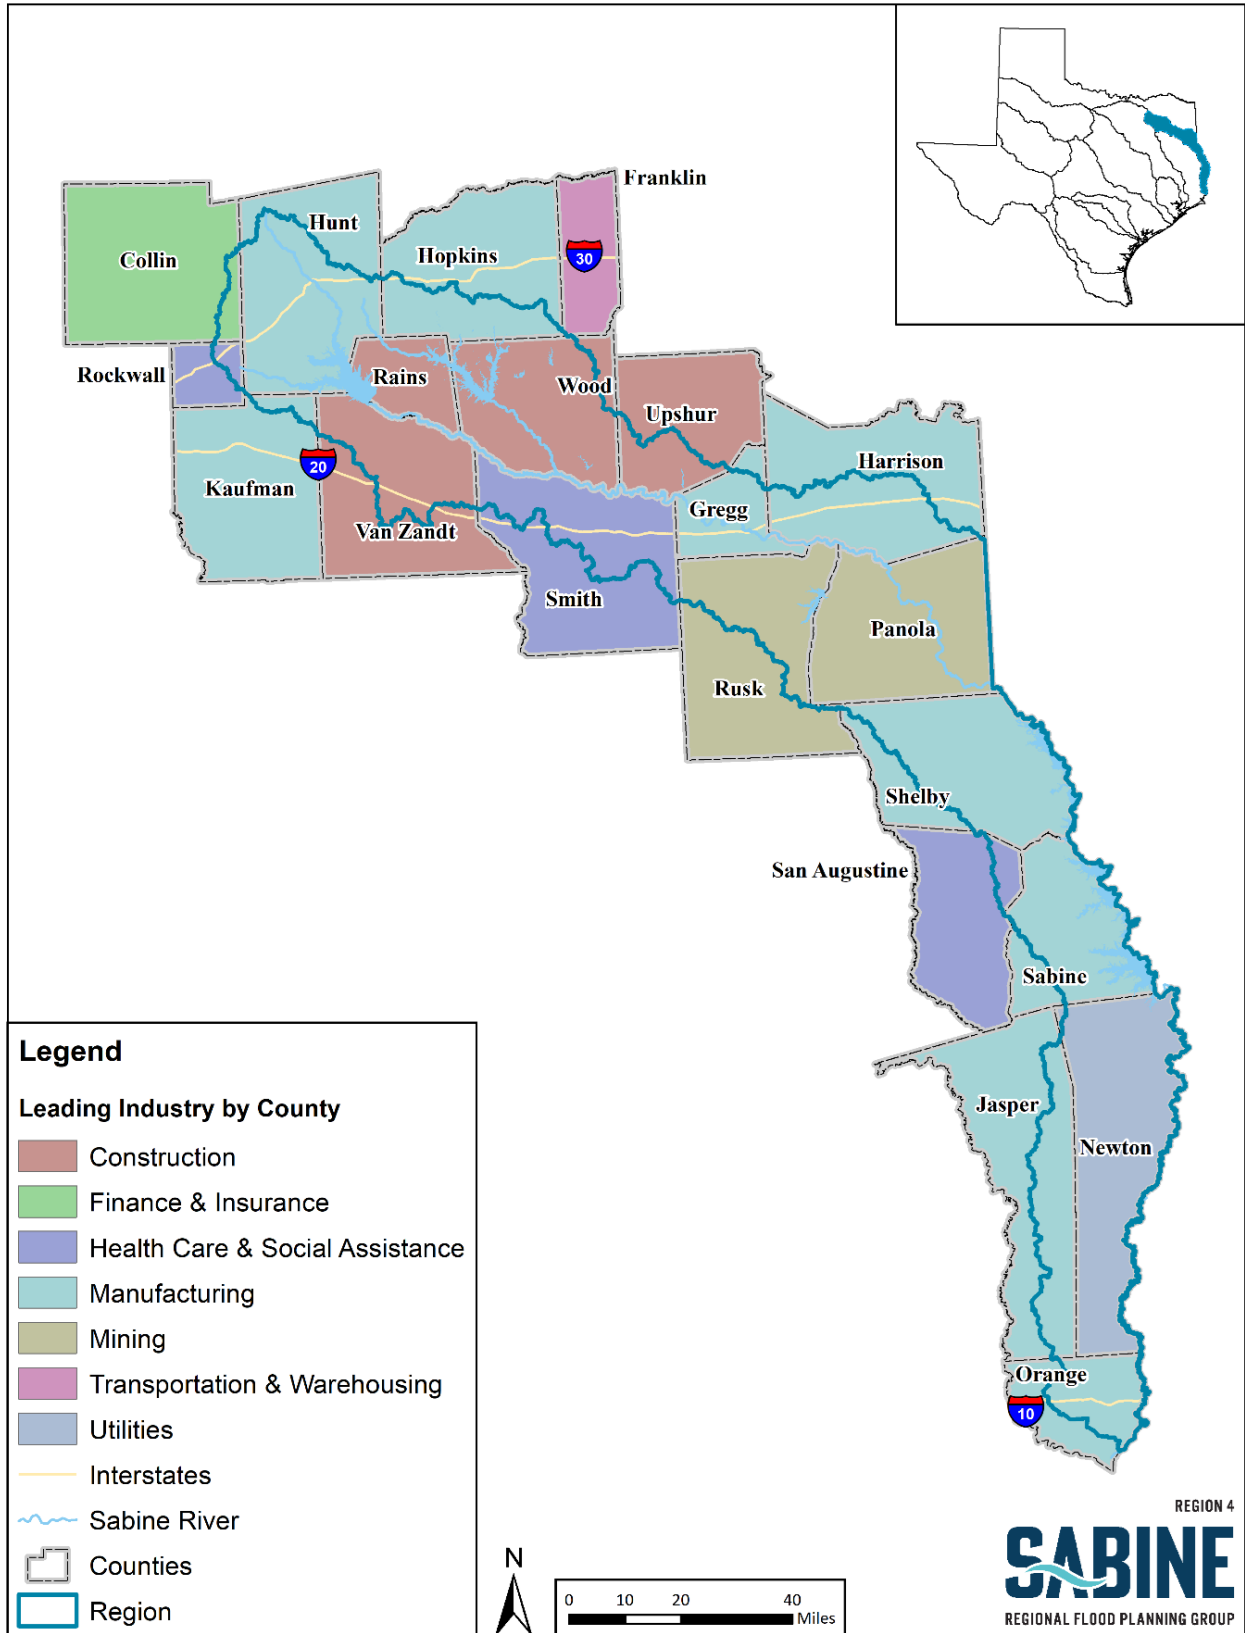 Franklin
Hunt
Hopkins
Collin
30
Rockwall
Rains
Wood
Upshur
Harrison
20
Kaufman
Gregg
Van Zandt
Smith
Panola
Rusk
Shelby
San Augustine
Sabine
Jasper
Newton
Orange
10
Legend
Leading Industry by County
Construction
Finance & Insurance
Health Care & Social Assistance
Manufacturing
Mining
Transportation & Warehousing
Utilities
Interstates
Sabine River
Counties
Region
N
0 10 20 40
Miles
REGION 4
SABINE
REGIONAL FLOOD PLANNING GROUP